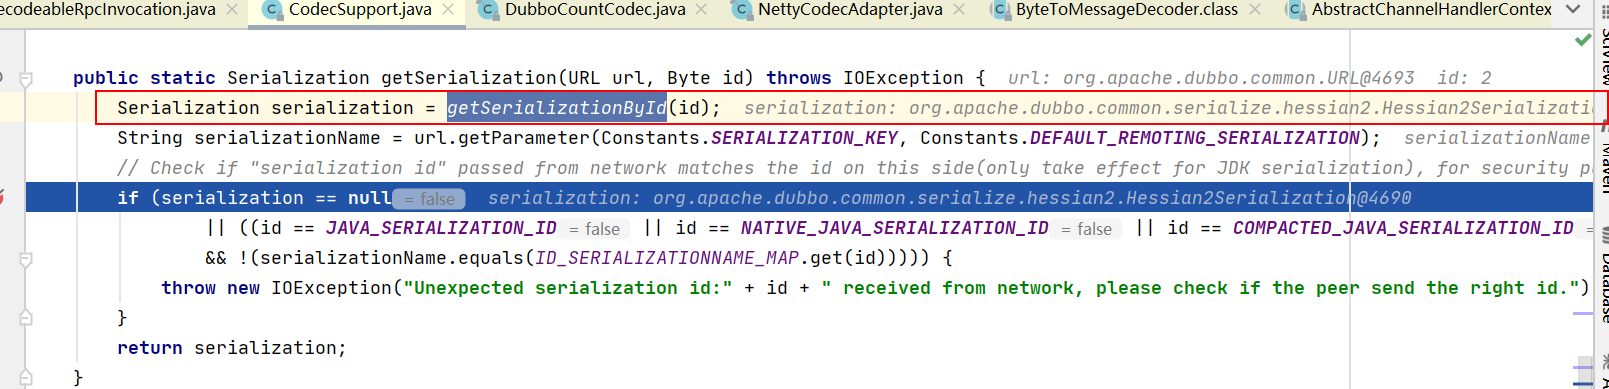 ecodeableRpcInvocation.java CodecSupport.java DubboCountCodec.java NettyCodecAdapter.java ByteToMessageDecoder.class AbstractChannelHandlerContex
public static Serialization getSerialization(URL url, Byte id) throws IOException { url: org.apache.dubbo.common.URL@4693 id: 2
Serialization serialization = getSerializationById(id); serialization: org.apache.dubbo.common.serialize.hessian2.Hessian2Serializati
String serializationName = url.getParameter(Constants.SERIALIZATION_KEY, Constants.DEFAULT_REMOTING_SERIALIZATION); serializationName
// Check if "serialization id" passed from network matches the id on this side(only take effect for JDK serialization), for security p
if (serialization == null = false serialization: org.apache.dubbo.common.serialize.hessian2.Hessian2Serialization@4690
|| ((id == JAVA_SERIALIZATION_ID = false || id == NATIVE_JAVA_SERIALIZATION_ID = false || id == COMPACTED_JAVA_SERIALIZATION_ID =
&& !(serializationName.equals(ID_SERIALIZATIONNAME_MAP.get(id))))) {
throw new IOException("Unexpected serialization id:" + id + " received from network, please check if the peer send the right id.")
}
return serialization;
}
SciView
Maven
Database